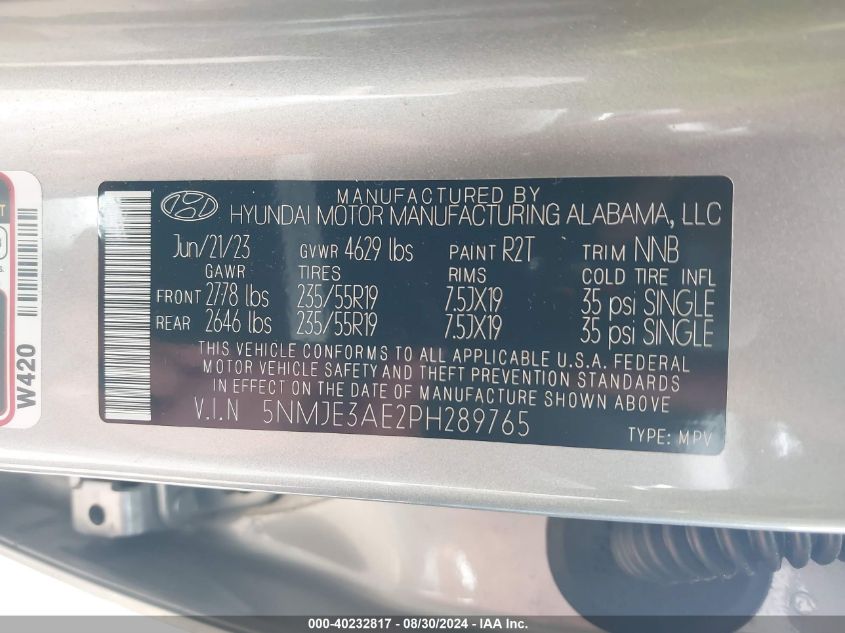 MANUFACTURED BY
HYUNDAI MOTOR MANUFACTURING ALABAMA, LLC
Jun/21/23 GVWR 4629 lbs PAINT R2T TRIM NNB
GAWR TIRES RIMS COLD TIRE INFL
FRONT 2778 lbs 235/55R19 7.5JX19 35 psi SINGLE
REAR 2646 lbs 235/55R19 7.5JX19 35 psi SINGLE
THIS VEHICLE CONFORMS TO ALL APPLICABLE U.S.A. FEDERAL
MOTOR VEHICLE SAFETY AND THEFT PREVENTION STANDARDS
IN EFFECT ON THE DATE OF MANUFACTURE SHOWN ABOVE.
V.I.N 5NMJE3AE2PH289765
TYPE: MPV
W420
000-40232817 - 08/30/2024 - IAA Inc.